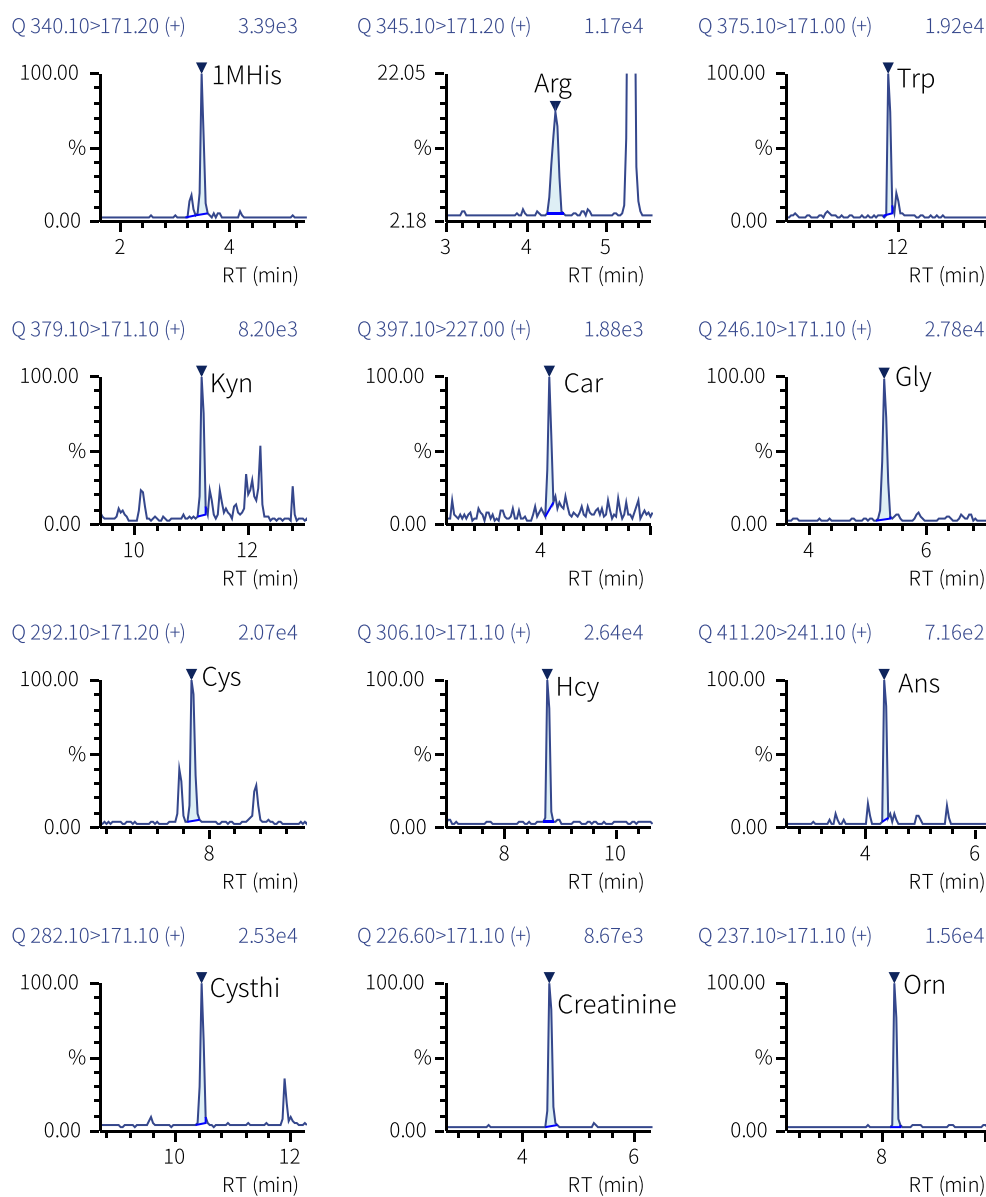 Q 340.10>171.20 (+) 3.39e3
100.00
1MHis
%
0.00
2 4
RT (min)
Q 345.10>171.20 (+) 1.17e4
22.05
Arg
%
2.18
3 4 5
RT (min)
Q 375.10>171.00 (+) 1.92e4
100.00
Trp
%
0.00
12
RT (min)
Q 379.10>171.10 (+) 8.20e3
100.00
Kyn
%
0.00
10 12
RT (min)
Q 397.10>227.00 (+) 1.88e3
100.00
Car
%
0.00
4
RT (min)
Q 246.10>171.10 (+) 2.78e4
100.00
Gly
%
0.00
4 6
RT (min)
Q 292.10>171.20 (+) 2.07e4
100.00
Cys
%
0.00
8
RT (min)
Q 306.10>171.10 (+) 2.64e4
100.00
Hcy
%
0.00
8 10
RT (min)
Q 411.20>241.10 (+) 7.16e2
100.00
Ans
%
0.00
4 6
RT (min)
Q 282.10>171.10 (+) 2.53e4
100.00
Cysthi
%
0.00
10 12
RT (min)
Q 226.60>171.10 (+) 8.67e3
100.00
Creatinine
%
0.00
4 6
RT (min)
Q 237.10>171.10 (+) 1.56e4
100.00
Orn
%
0.00
8
RT (min)